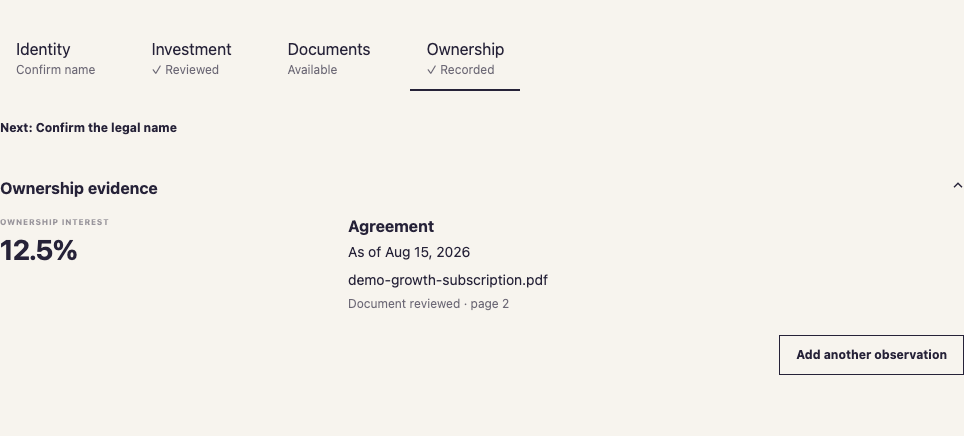 Identity
Confirm name
Investment
✓ Reviewed
Documents
Available
Ownership
✓ Recorded
Next: Confirm the legal name
Ownership evidence
OWNERSHIP INTEREST
12.5%
Agreement
As of Aug 15, 2026
demo-growth-subscription.pdf
Document reviewed · page 2
Add another observation